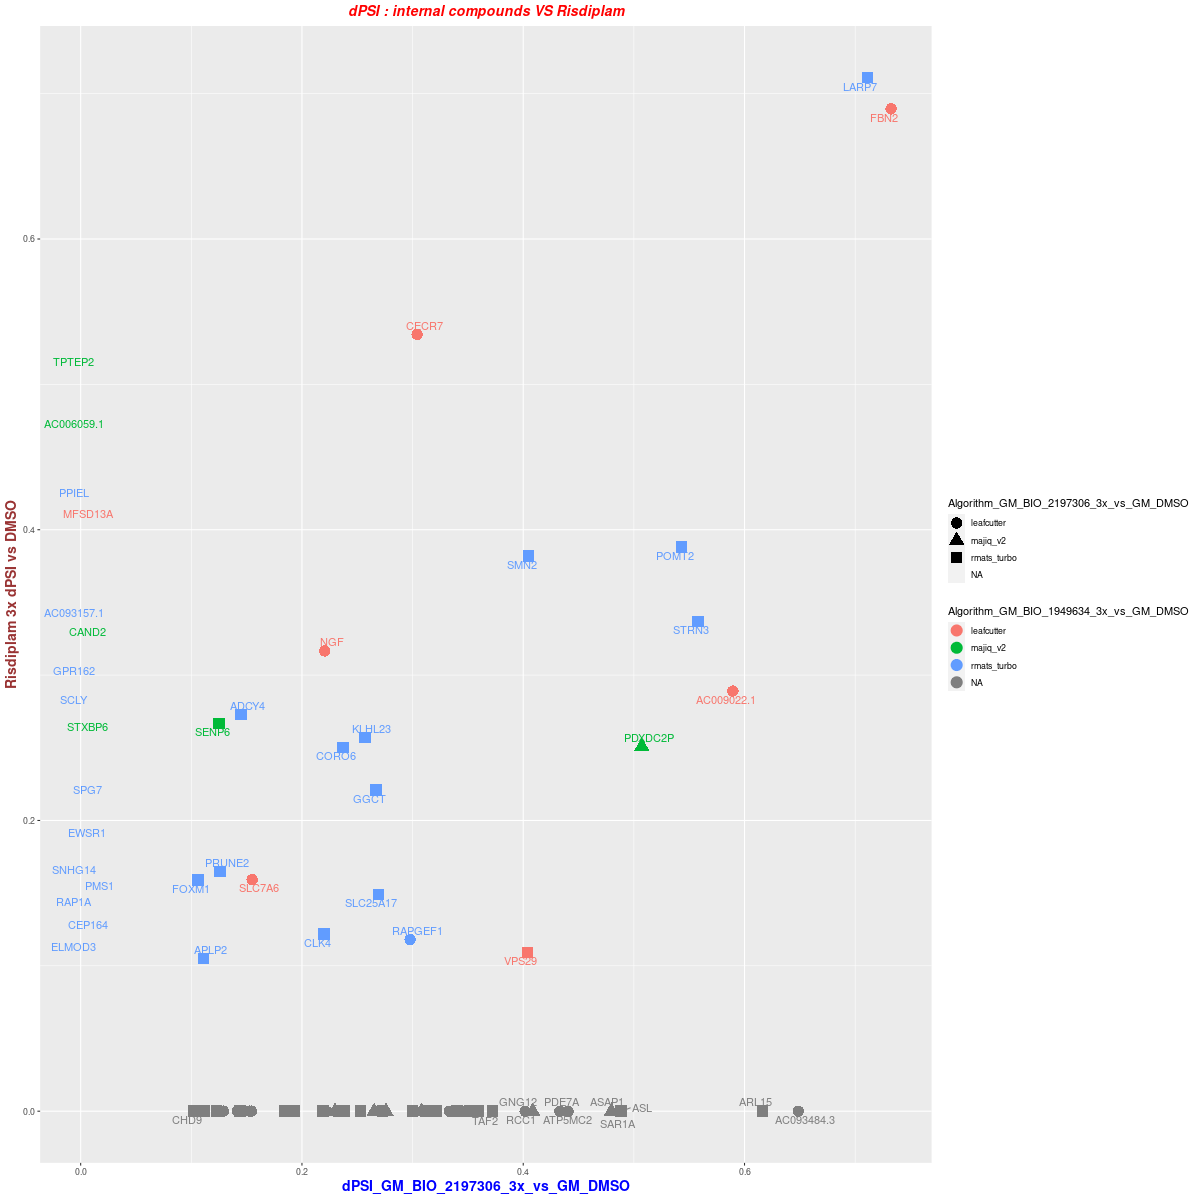 dPSI : internal compounds VS Risdiplam
LARP7
FBN2
0.6
CECR7
TPTEP2
AC006059.1
PPIEL
MFSD13A
Risdiplam 3x dPSI vs DMSO
0.4
POMT2
SMN2
AC093157.1
CAND2
STRN3
NGF
GPR162
SCLY
AC009022.1
ADCY4
STXBP6
SENP6
KLHL23
PDXDC2P
CORO6
SPG7
GGCT
0.2
EWSR1
PRUNE2
SNHG14
PMS1
FOXM1
SLC7A6
RAP1A
SLC25A17
CEP164
RAPGEF1
ELMOD3
APLP2
CLK4
VPS29
GNG12
PDE7A
ASAP1
ARL15
ASL
0.0
CHD9
TAF2
RCC1
ATP5MC2
SAR1A
AC093484.3
0.0
0.2
0.4
0.6
dPSI_GM_BIO_2197306_3x_vs_GM_DMSO
Algorithm_GM_BIO_2197306_3x_vs_GM_DMSO
leafcutter
majiq_v2
rmats_turbo
NA
Algorithm_GM_BIO_1949634_3x_vs_GM_DMSO
leafcutter
majiq_v2
rmats_turbo
NA